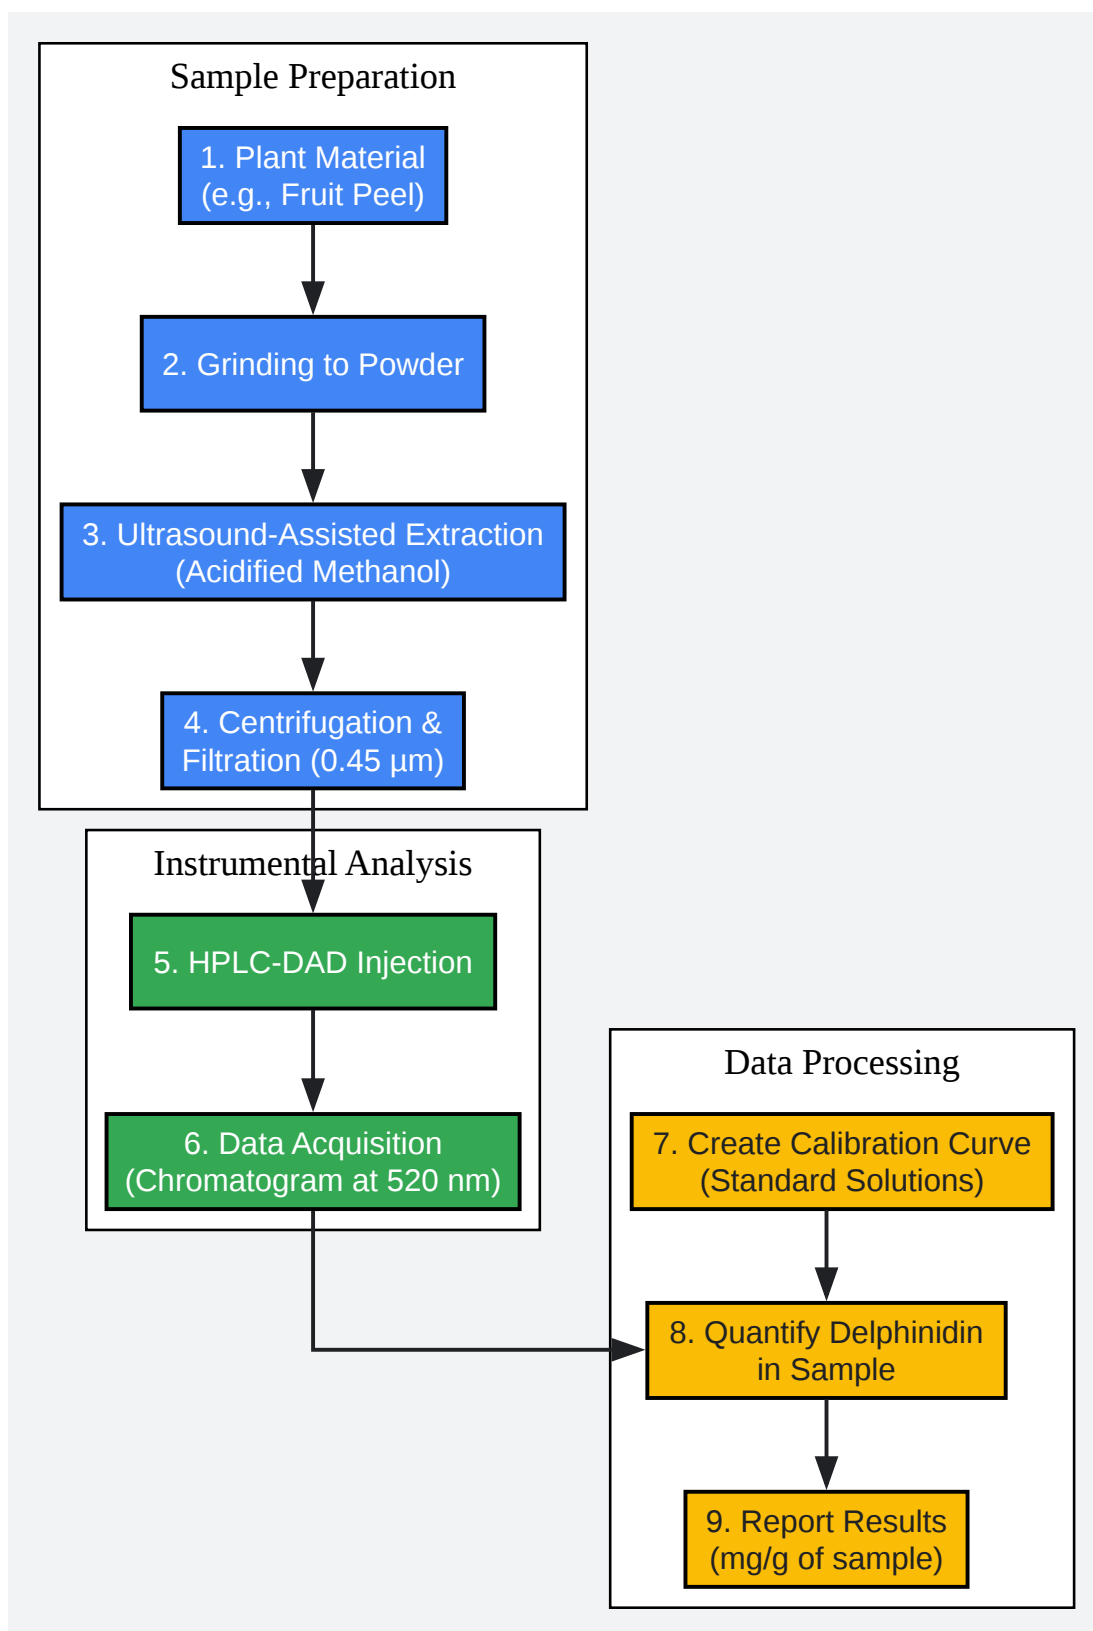 Sample Preparation
1. Plant Material
(e.g., Fruit Peel)
2. Grinding to Powder
3. Ultrasound-Assisted Extraction
(Acidified Methanol)
4. Centrifugation &
Filtration (0.45 µm)
Instrumental Analysis
5. HPLC-DAD Injection
6. Data Acquisition
(Chromatogram at 520 nm)
Data Processing
7. Create Calibration Curve
(Standard Solutions)
8. Quantify Delphinidin
in Sample
9. Report Results
(mg/g of sample)